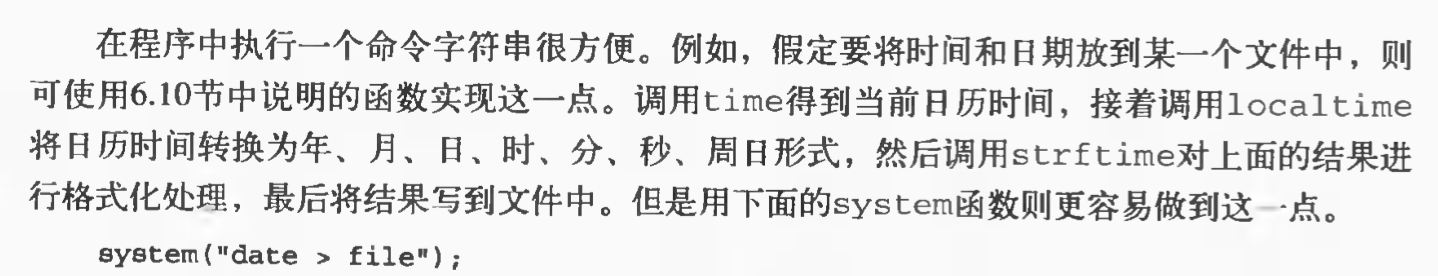 在程序中执行一个命令字符串很方便。例如，假定要将时间和日期放到某一个文件中，则
可使用6.10节中说明的函数实现这一点。调用time得到当前日历时间，接着调用localtime
将日历时间转换为年、月、日、时、分、秒、周日形式，然后调用strftime对上面的结果进
行格式化处理，最后将结果写到文件中。但是用下面的system函数则更容易做到这一点。
system("date > file");